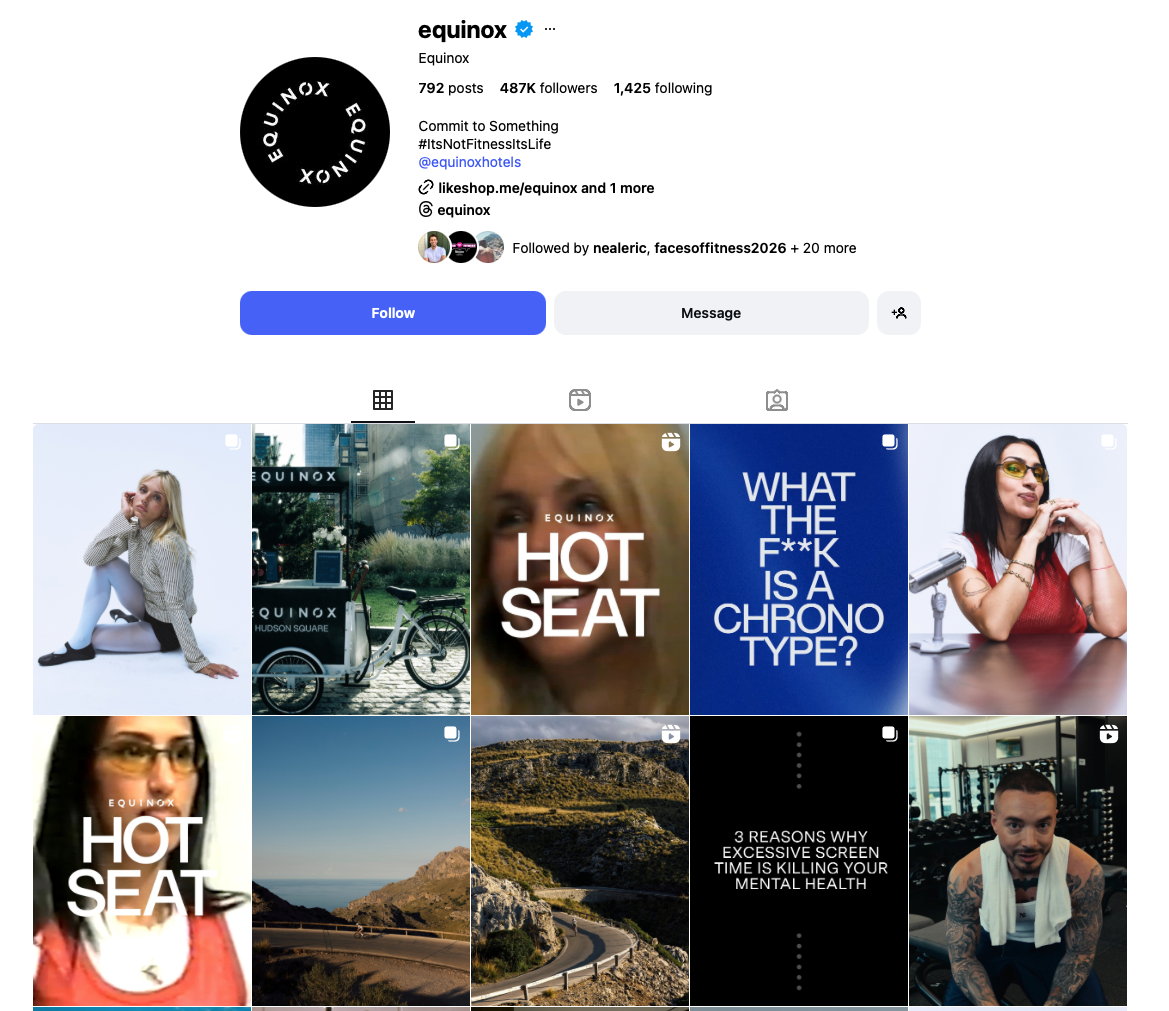 equinox
Equinox
792 posts 487K followers 1,425 following
Commit to Something
#ItsNotFitnessItsLife
@equinoxhotels
likeshop.me/equinox and 1 more
equinox
Followed by nealeric, facesoffitness2026 + 20 more
EQUINOX EQUINOX EQUINOX
Follow
Message
EQUINOX
EQUINOX
HUDSON SQUARE
EQUINOX
HOT
SEAT
WHAT
THE
F**K
IS A
CHRONO
TYPE?
EQUINOX
HOT
SEAT
3 REASONS WHY
EXCESSIVE SCREEN
TIME IS KILLING YOUR
MENTAL HEALTH